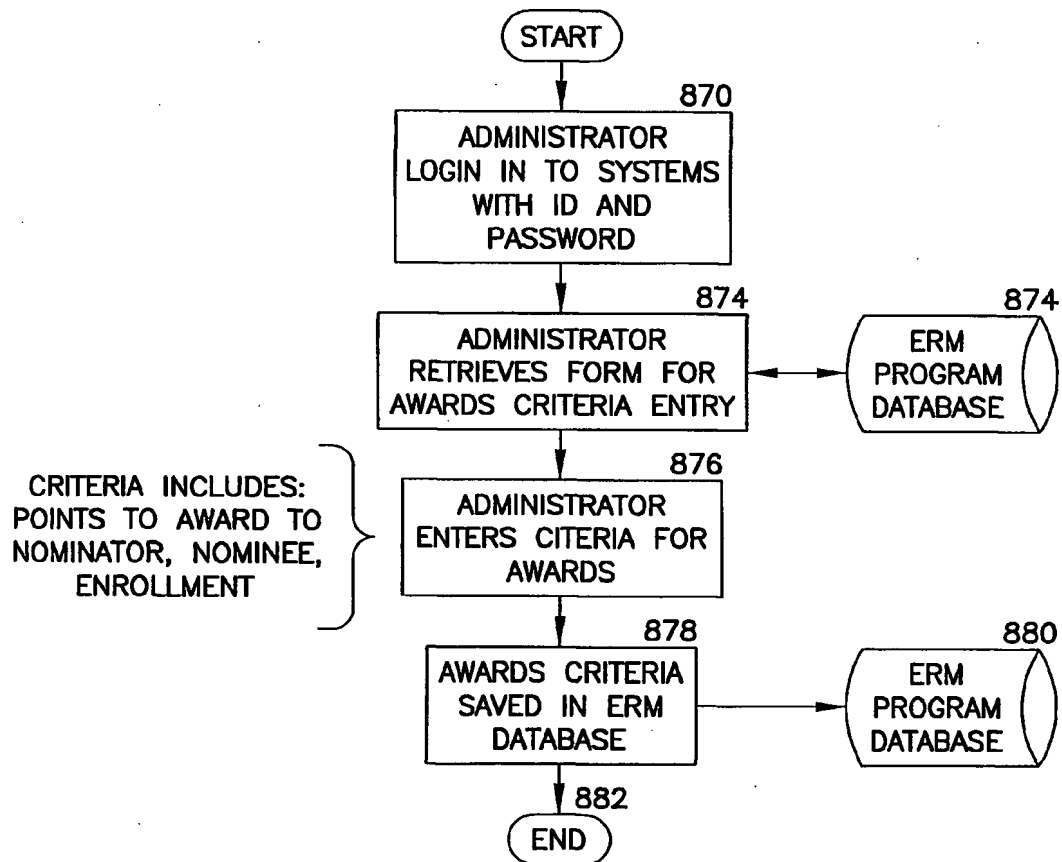 START
870
ADMINISTRATOR
LOGIN IN TO SYSTEMS
WITH ID AND
PASSWORD
874
ADMINISTRATOR
RETRIEVES FORM FOR
AWARDS CRITERIA ENTRY
874
ERM
PROGRAM
DATABASE
CRITERIA INCLUDES:
POINTS TO AWARD TO
NOMINATOR, NOMINEE,
ENROLLMENT
876
ADMINISTRATOR
ENTERS CITERIA FOR
AWARDS
878
AWARDS CRITERIA
SAVED IN ERM
DATABASE
880
ERM
PROGRAM
DATABASE
882
END